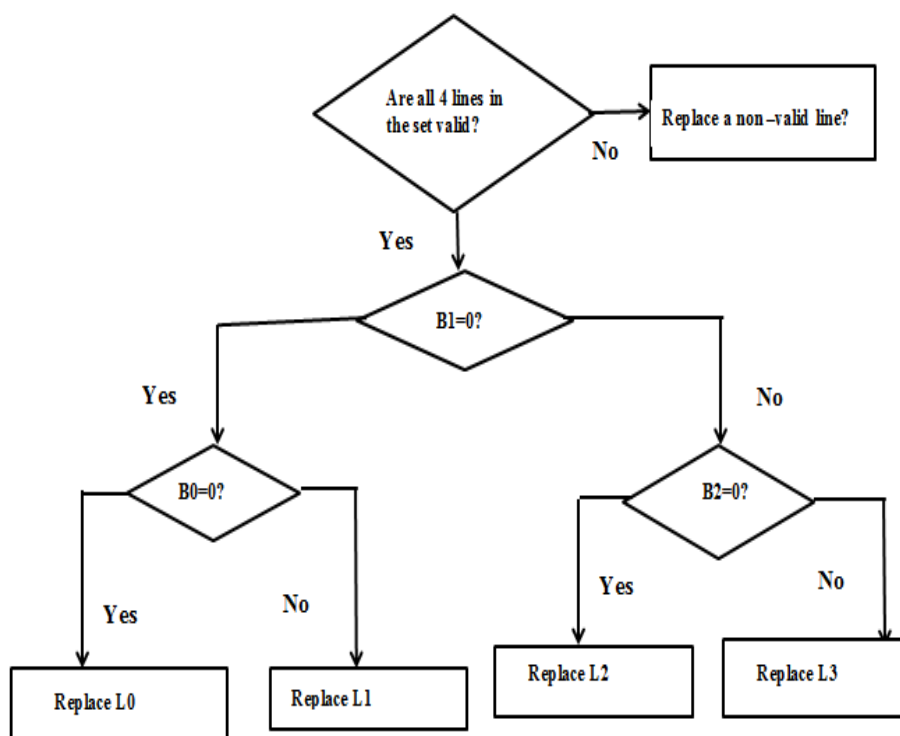 Are all 4 lines in
the set valid?
Replace a non–valid line?
No
Yes
B1=0?
Yes
No
B0=0?
B2=0?
Yes
No
Yes
No
Replace L0
Replace L1
Replace L2
Replace L3